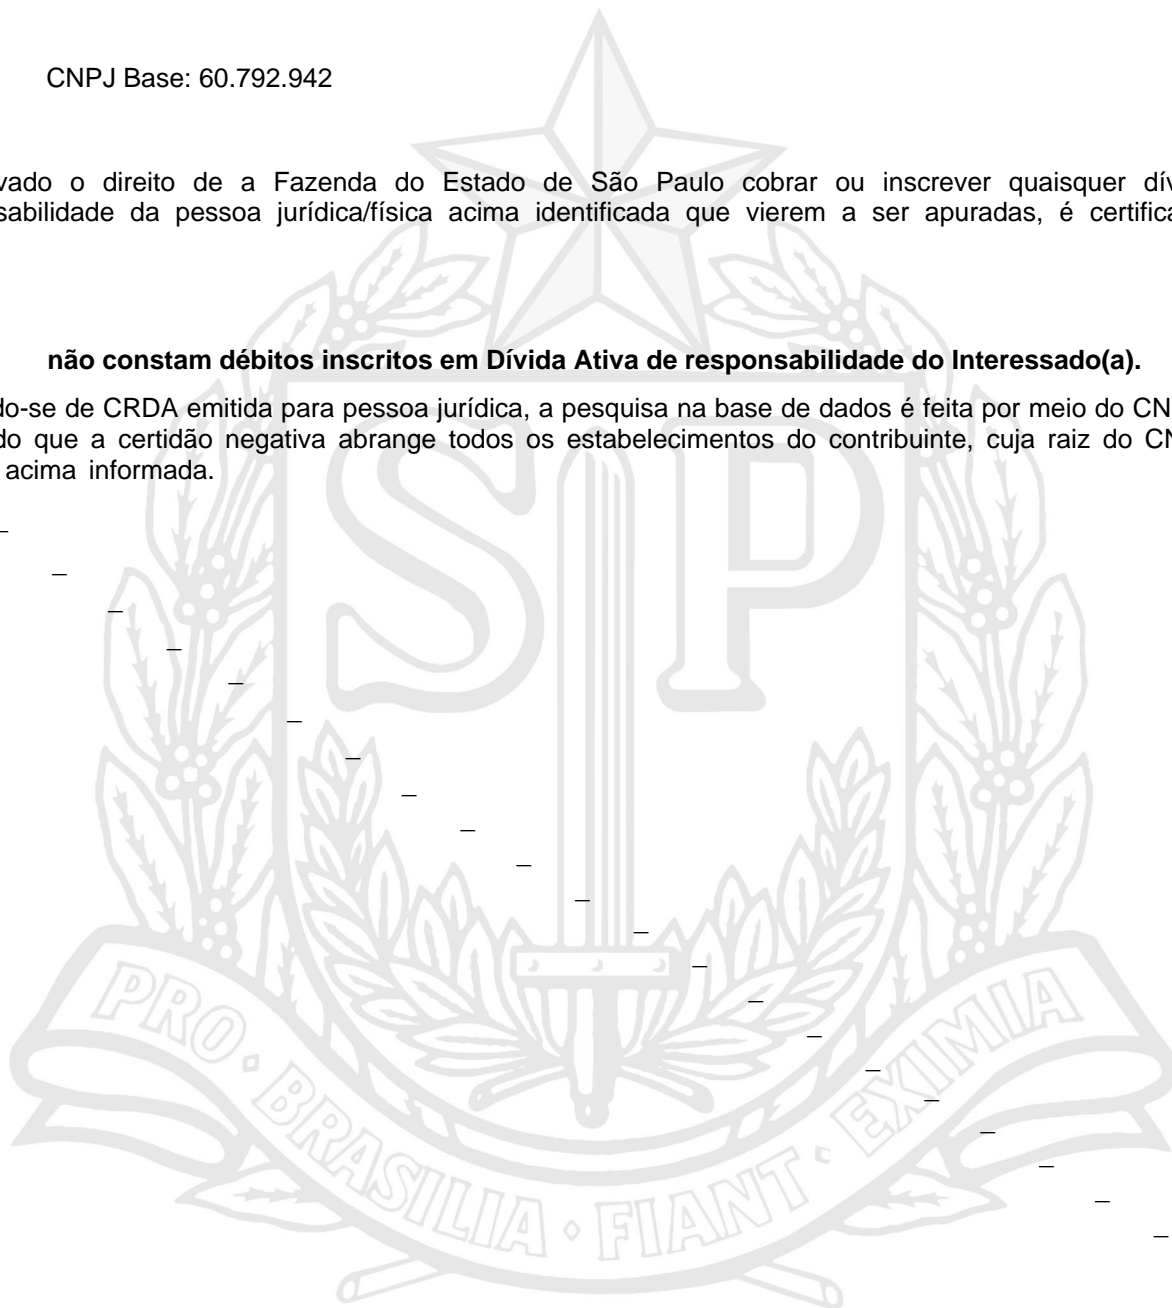 CNPJ Base: 60.792.942
vado o direito de a Fazenda do Estado de São Paulo cobrar ou inscrever quaisquer dív
sabilidade da pessoa jurídica/física acima identificada que vierem a ser apuradas, é certifica
não constam débitos inscritos em Dívida Ativa de responsabilidade do Interessado(a).
do-se de CRDA emitida para pessoa jurídica, a pesquisa na base de dados é feita por meio do CN
do que a certidão negativa abrange todos os estabelecimentos do contribuinte, cuja raiz do CN
acima informada.
SP
PRO • BRASILIA • FIANT • EXIMIA